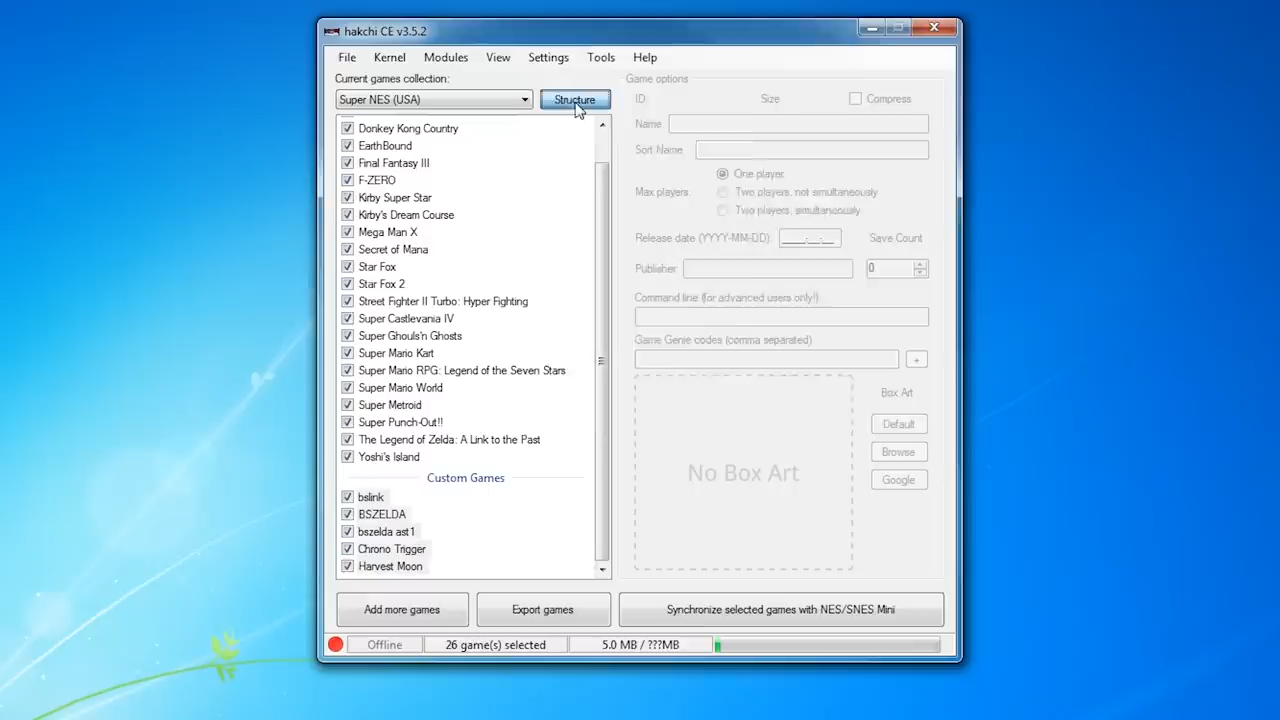 hakchi CE v3.5.2
File Kernel Modules View Settings Tools Help
Current games collection:
Super NES (USA) Structure
Donkey Kong Country
EarthBound
Final Fantasy III
F-ZERO
Kirby Super Star
Kirby's Dream Course
Mega Man X
Secret of Mana
Star Fox
Star Fox 2
Street Fighter II Turbo: Hyper Fighting
Super Castlevania IV
Super Ghouls'n Ghosts
Super Mario Kart
Super Mario RPG: Legend of the Seven Stars
Super Mario World
Super Metroid
Super Punch-Out!!
The Legend of Zelda: A Link to the Past
Yoshi's Island
Custom Games
bslink
BSZELDA
bszelda ast1
Chrono Trigger
Harvest Moon
Game options
ID Size Compress
Name
Sort Name
Max players
One player
Two players, not simultaneously
Two players, simultaneously
Release date (YYYY-MM-DD) ____-__-__ Save Count
Publisher 0
Command line (for advanced users only!)
Game Genie codes (comma separated)
+
No Box Art
Box Art
Default
Browse
Google
Add more games Export games Synchronize selected games with NES/SNES Mini
Offline 26 game(s) selected 5.0 MB / ???MB